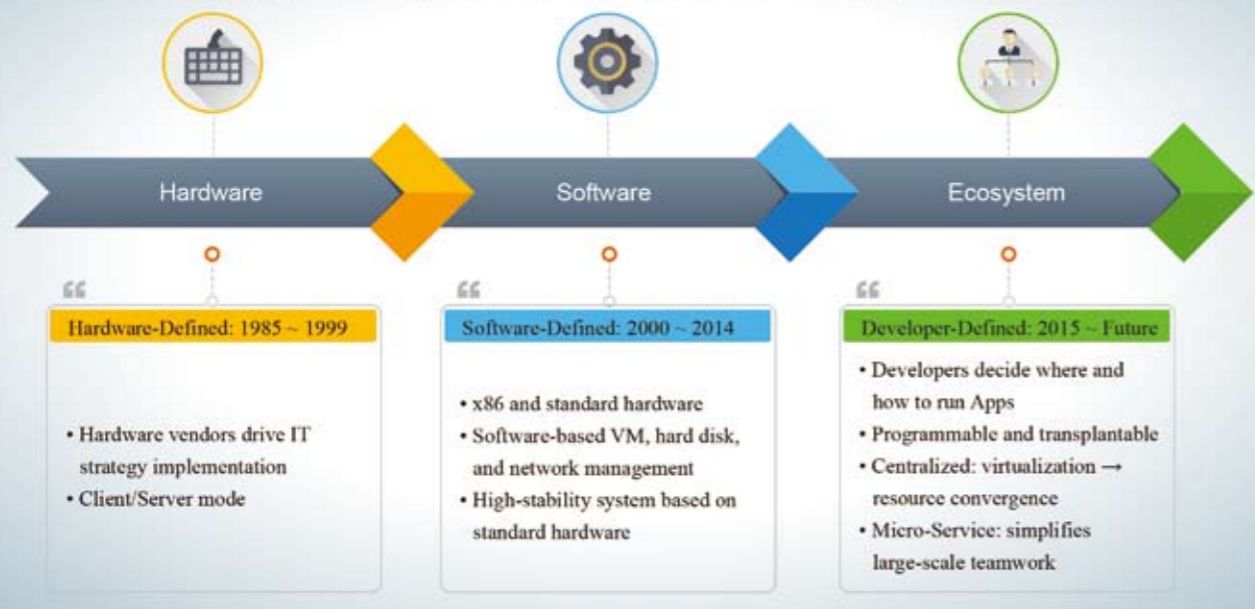 Hardware
Software
Ecosystem
“
Hardware-Defined: 1985 ~ 1999
• Hardware vendors drive IT
strategy implementation
• Client/Server mode
“
Software-Defined: 2000 ~ 2014
• x86 and standard hardware
• Software-based VM, hard disk,
and network management
• High-stability system based on
standard hardware
“
Developer-Defined: 2015 ~ Future
• Developers decide where and
how to run Apps
• Programmable and transplantable
• Centralized: virtualization →
resource convergence
• Micro-Service: simplifies
large-scale teamwork